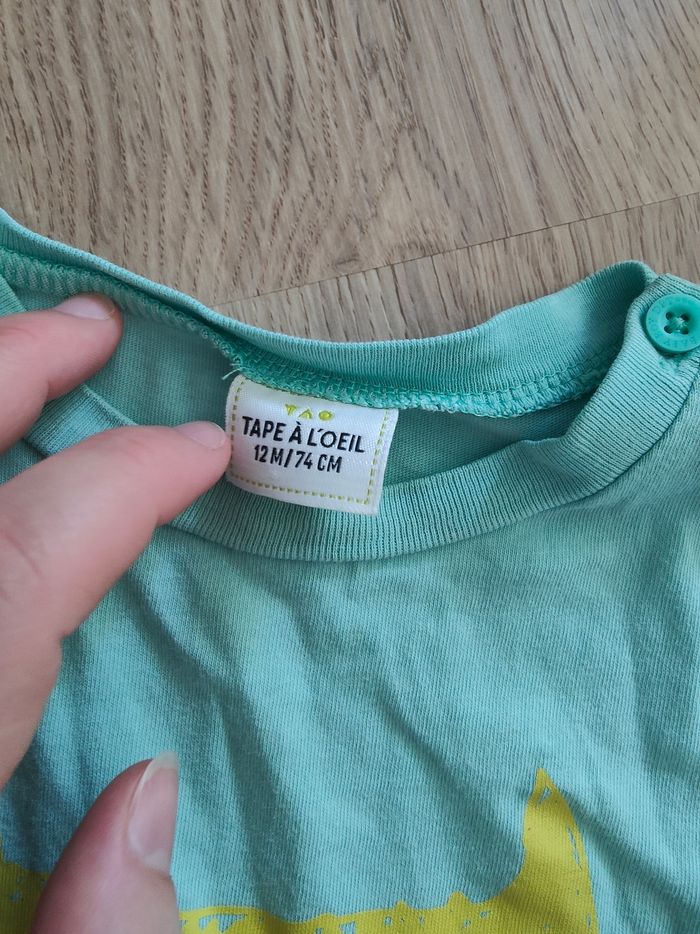 TAO
TAPE À L'OEIL
12 M / 74 CM